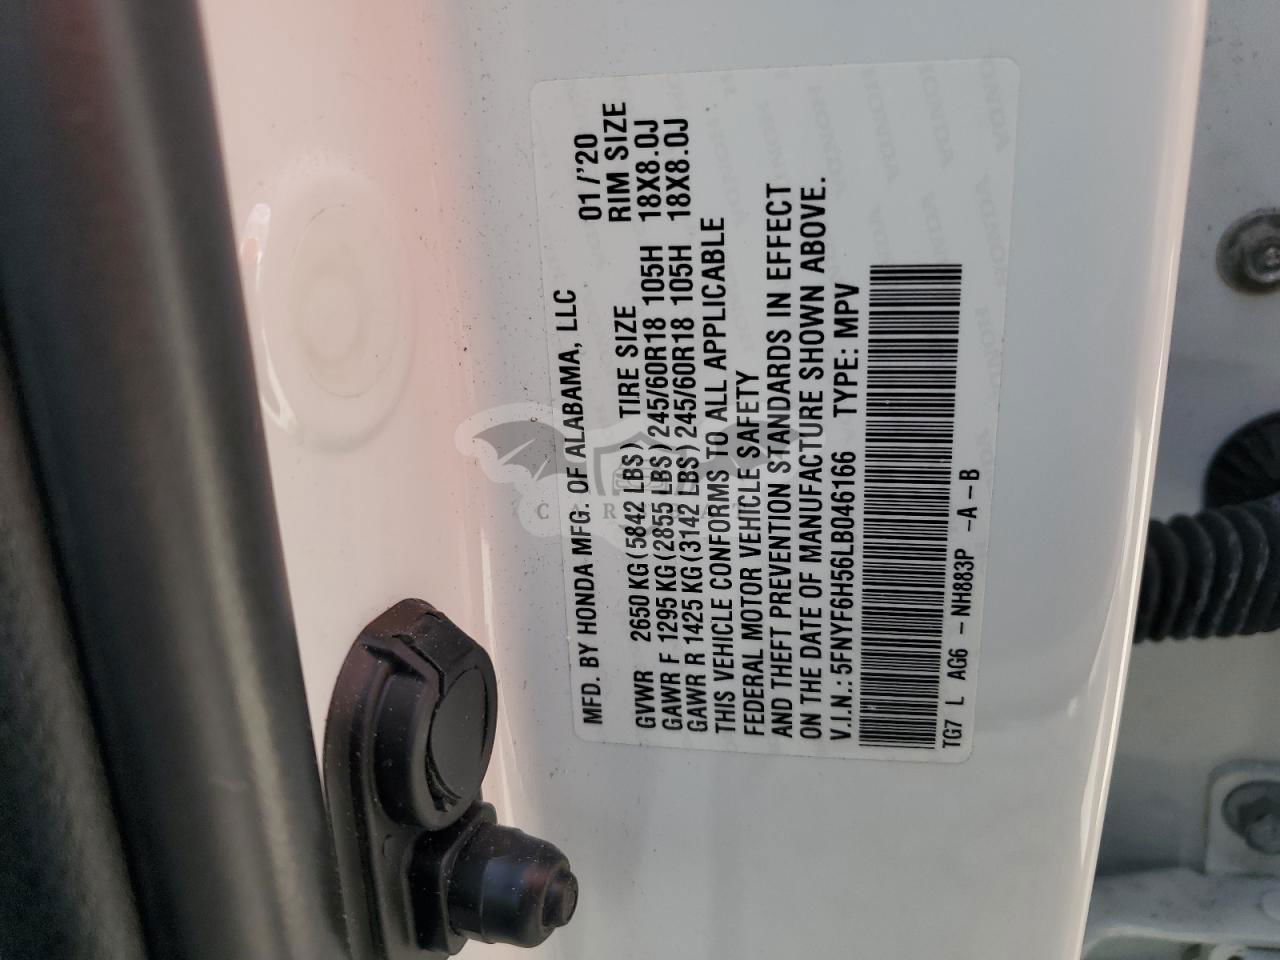 MFD. BY HONDA MFG. OF ALABAMA, LLC 01/'20
GVWR 2650 KG(5842 LBS) TIRE SIZE RIM SIZE
GAWR F 1295 KG(2855 LBS) 245/60R18 105H 18X8.0J
GAWR R 1425 KG(3142 LBS) 245/60R18 105H 18X8.0J
THIS VEHICLE CONFORMS TO ALL APPLICABLE
FEDERAL MOTOR VEHICLE SAFETY
AND THEFT PREVENTION STANDARDS IN EFFECT
ON THE DATE OF MANUFACTURE SHOWN ABOVE.
V.I.N.: 5FNYF6H56LB046166 TYPE: MPV
TG7 L AG6 - NH883P -A-B